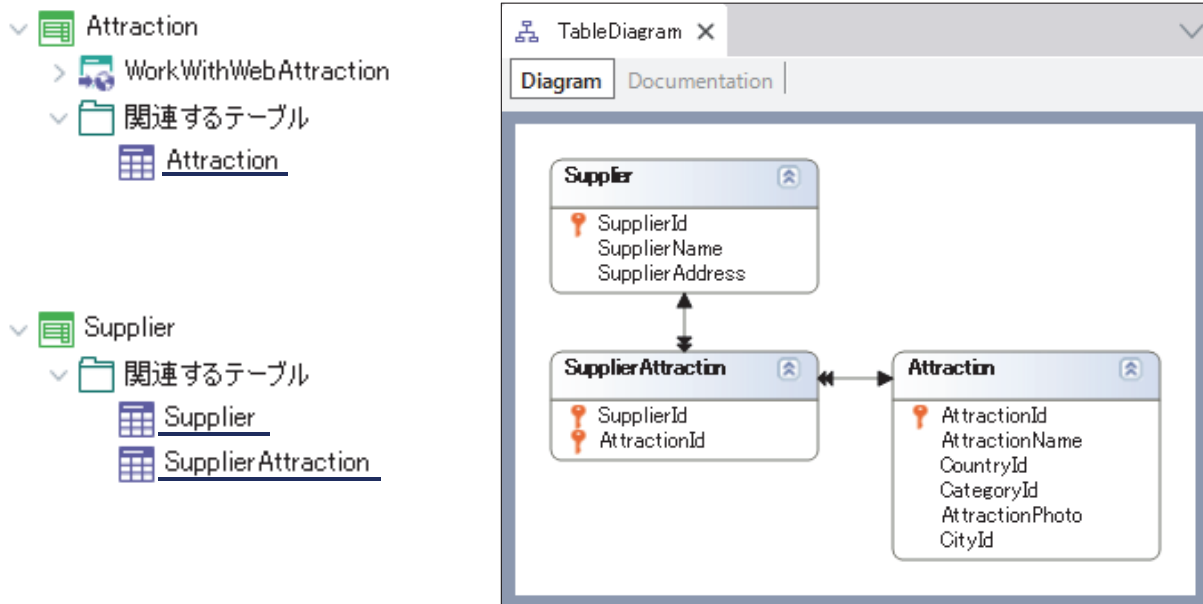 Attraction
WorkWithWebAttraction
関連するテーブル
Attraction
Supplier
関連するテーブル
Supplier
SupplierAttraction
TableDiagram
Diagram Documentation
Supplier
SupplierId
SupplierName
SupplierAddress
SupplierAttraction
SupplierId
AttractionId
Attraction
AttractionId
AttractionName
CountryId
CategoryId
AttractionPhoto
CityId